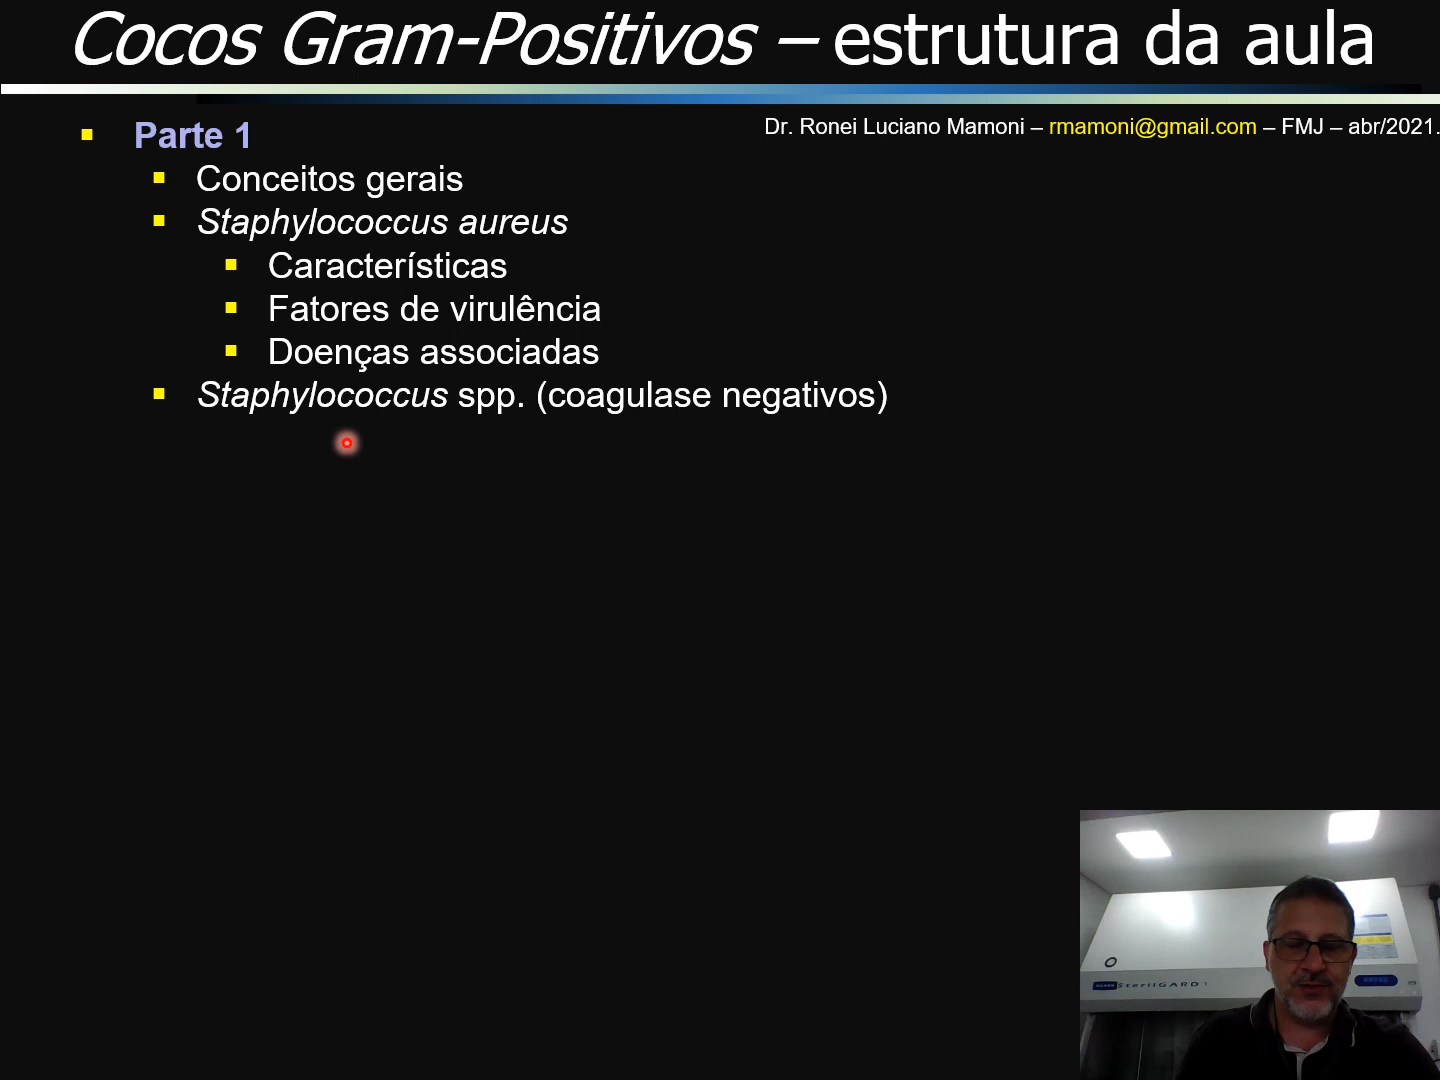 Cocos Gram-Positivos – estrutura da aula
Dr. Ronei Luciano Mamoni – rmamoni@gmail.com – FMJ – abr/2021.
Parte 1
Conceitos gerais
Staphylococcus aureus
Características
Fatores de virulência
Doenças associadas
Staphylococcus spp. (coagulase negativos)
SterilGARD